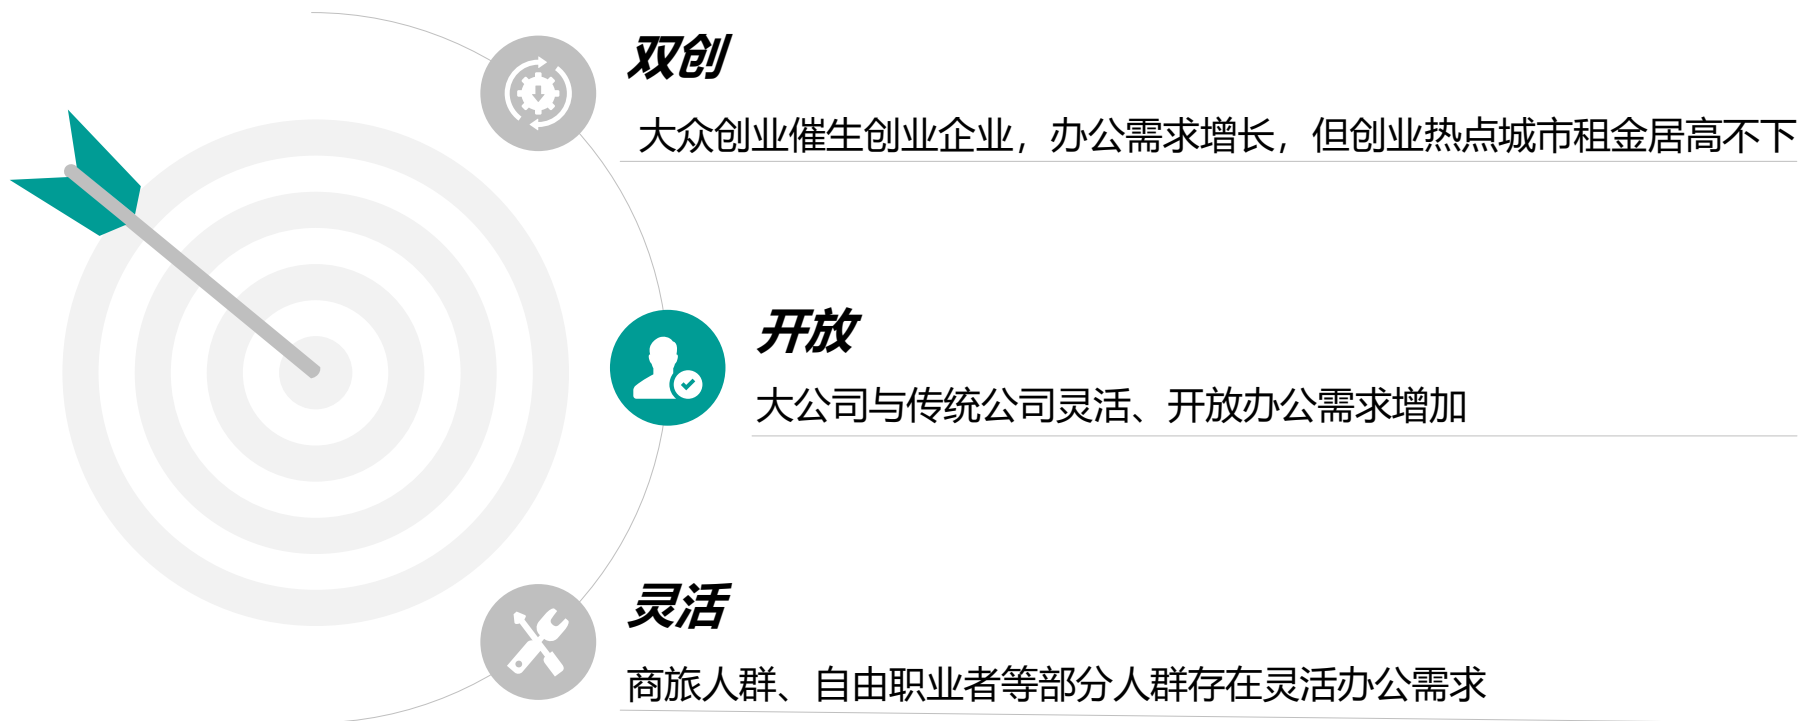 双创
大众创业催生创业企业，办公需求增长，但创业热点城市租金居高不下
开放
大公司与传统公司灵活、开放办公需求增加
灵活
商旅人群、自由职业者等部分人群存在灵活办公需求